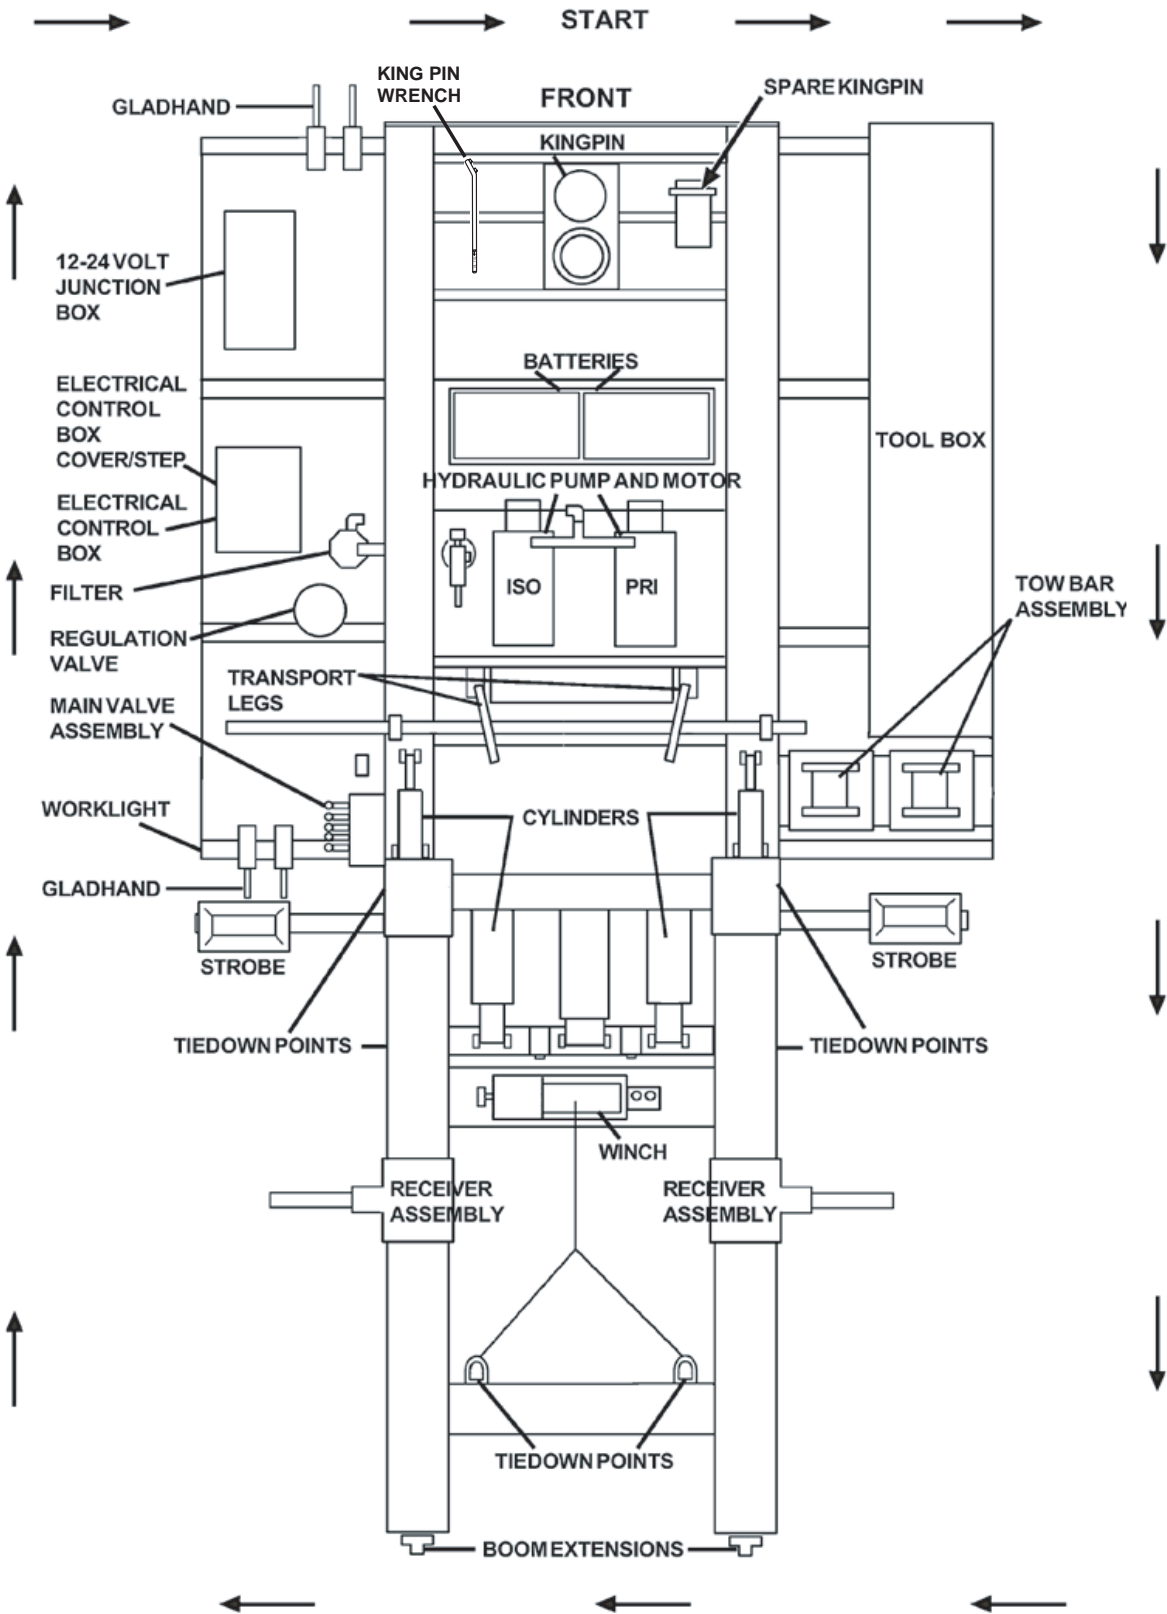 START
KING PIN
WRENCH
SPARE KINGPIN
GLADHAND
FRONT
KINGPIN
12-24 VOLT
JUNCTION
BOX
BATTERIES
ELECTRICAL
CONTROL
BOX
COVER/STEP
TOOL BOX
HYDRAULIC PUMP AND MOTOR
ELECTRICAL
CONTROL
BOX
ISO
PRI
FILTER
TOW BAR
ASSEMBLY
REGULATION
VALVE
TRANSPORT
LEGS
MAIN VALVE
ASSEMBLY
WORKLIGHT
CYLINDERS
GLADHAND
STROBE
STROBE
TIEDOWN POINTS
TIEDOWN POINTS
WINCH
RECEIVER
ASSEMBLY
RECEIVER
ASSEMBLY
TIEDOWN POINTS
BOOM EXTENSIONS